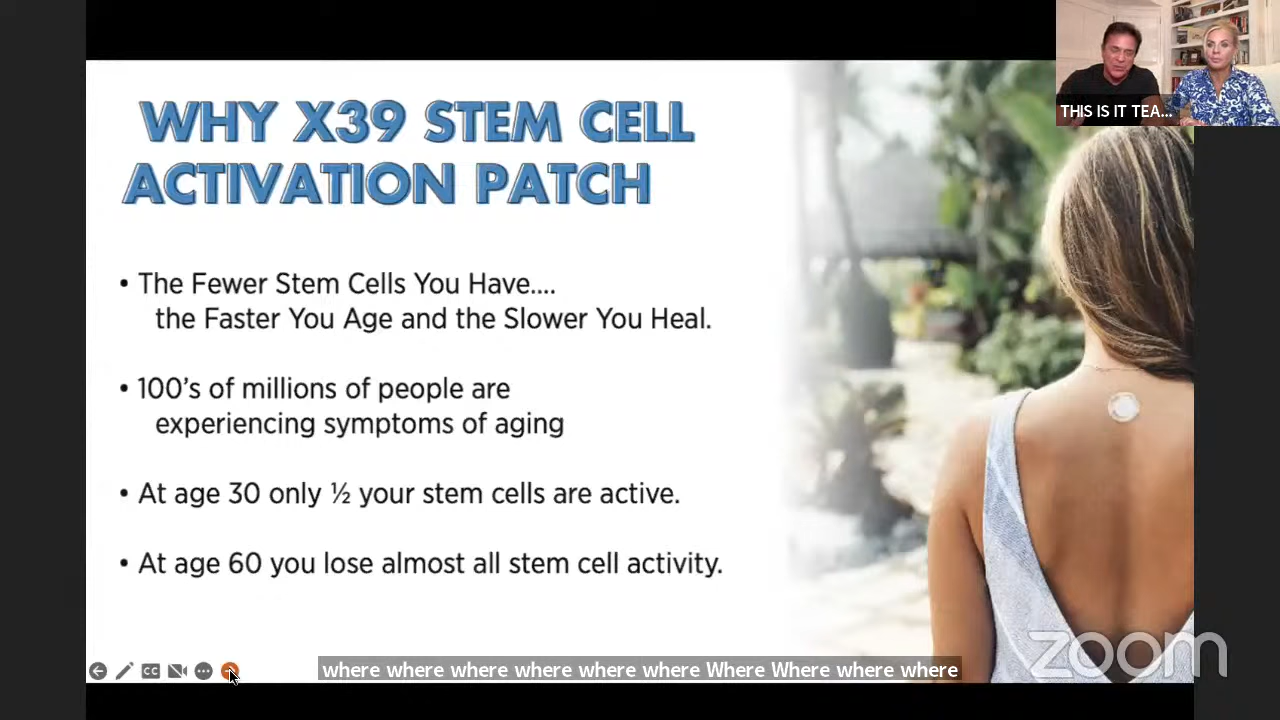 THIS IS IT TEA...
WHY X39 STEM CELL
ACTIVATION PATCH
• The Fewer Stem Cells You Have....
the Faster You Age and the Slower You Heal.
• 100's of millions of people are
experiencing symptoms of aging
• At age 30 only ½ your stem cells are active.
• At age 60 you lose almost all stem cell activity.
zoom
CC
where where where where where where Where Where where where